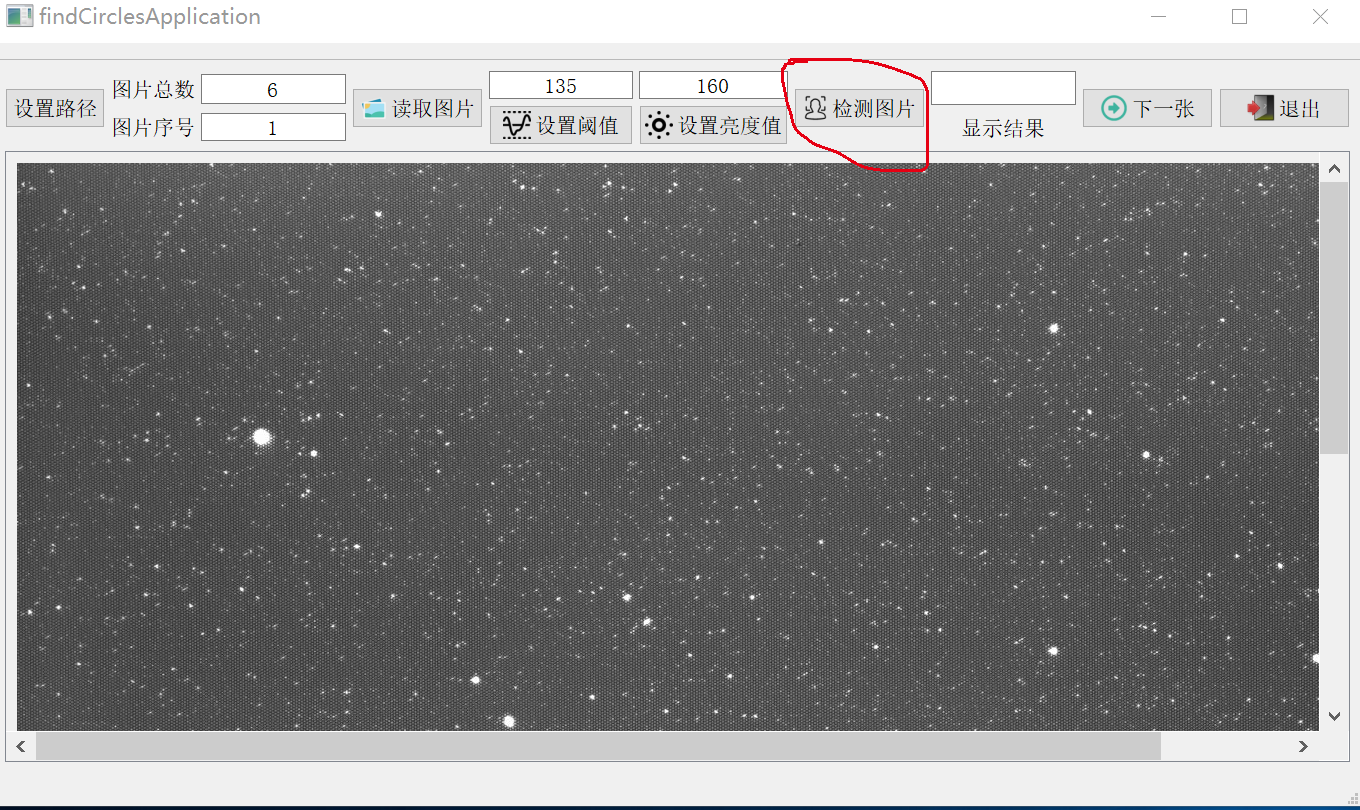 findCirclesApplication
设置路径
图片总数 6
图片序号 1
读取图片
135
设置阈值
160
设置亮度值
检测图片
显示结果
下一张
退出